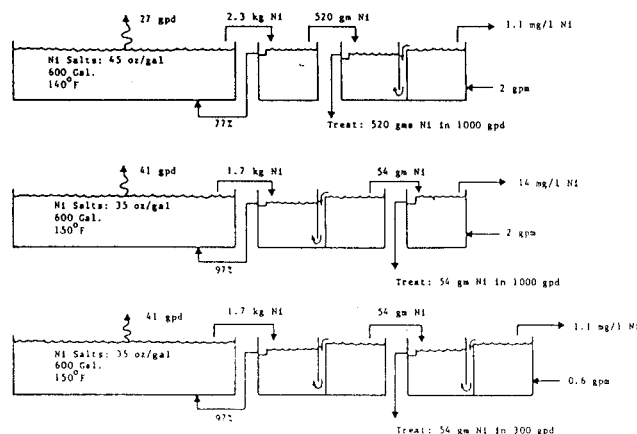 27 gpd
2.3 kg Ni
520 gm Ni
1.1 mg/l Ni
Ni Salts: 45 oz/gal
600 Gal.
140°F
2 gpm
77%
Treat: 520 gms Ni in 1000 gpd
41 gpd
1.7 kg Ni
54 gm Ni
14 mg/l Ni
Ni Salts: 35 oz/gal
600 Gal.
150°F
2 gpm
97%
Treat: 54 gm Ni in 1000 gpd
41 gpd
1.7 kg Ni
54 gm Ni
1.1 mg/l Ni
Ni Salts: 35 oz/gal
600 Gal.
150°F
0.6 gpm
97%
Treat: 54 gm Ni in 300 gpd